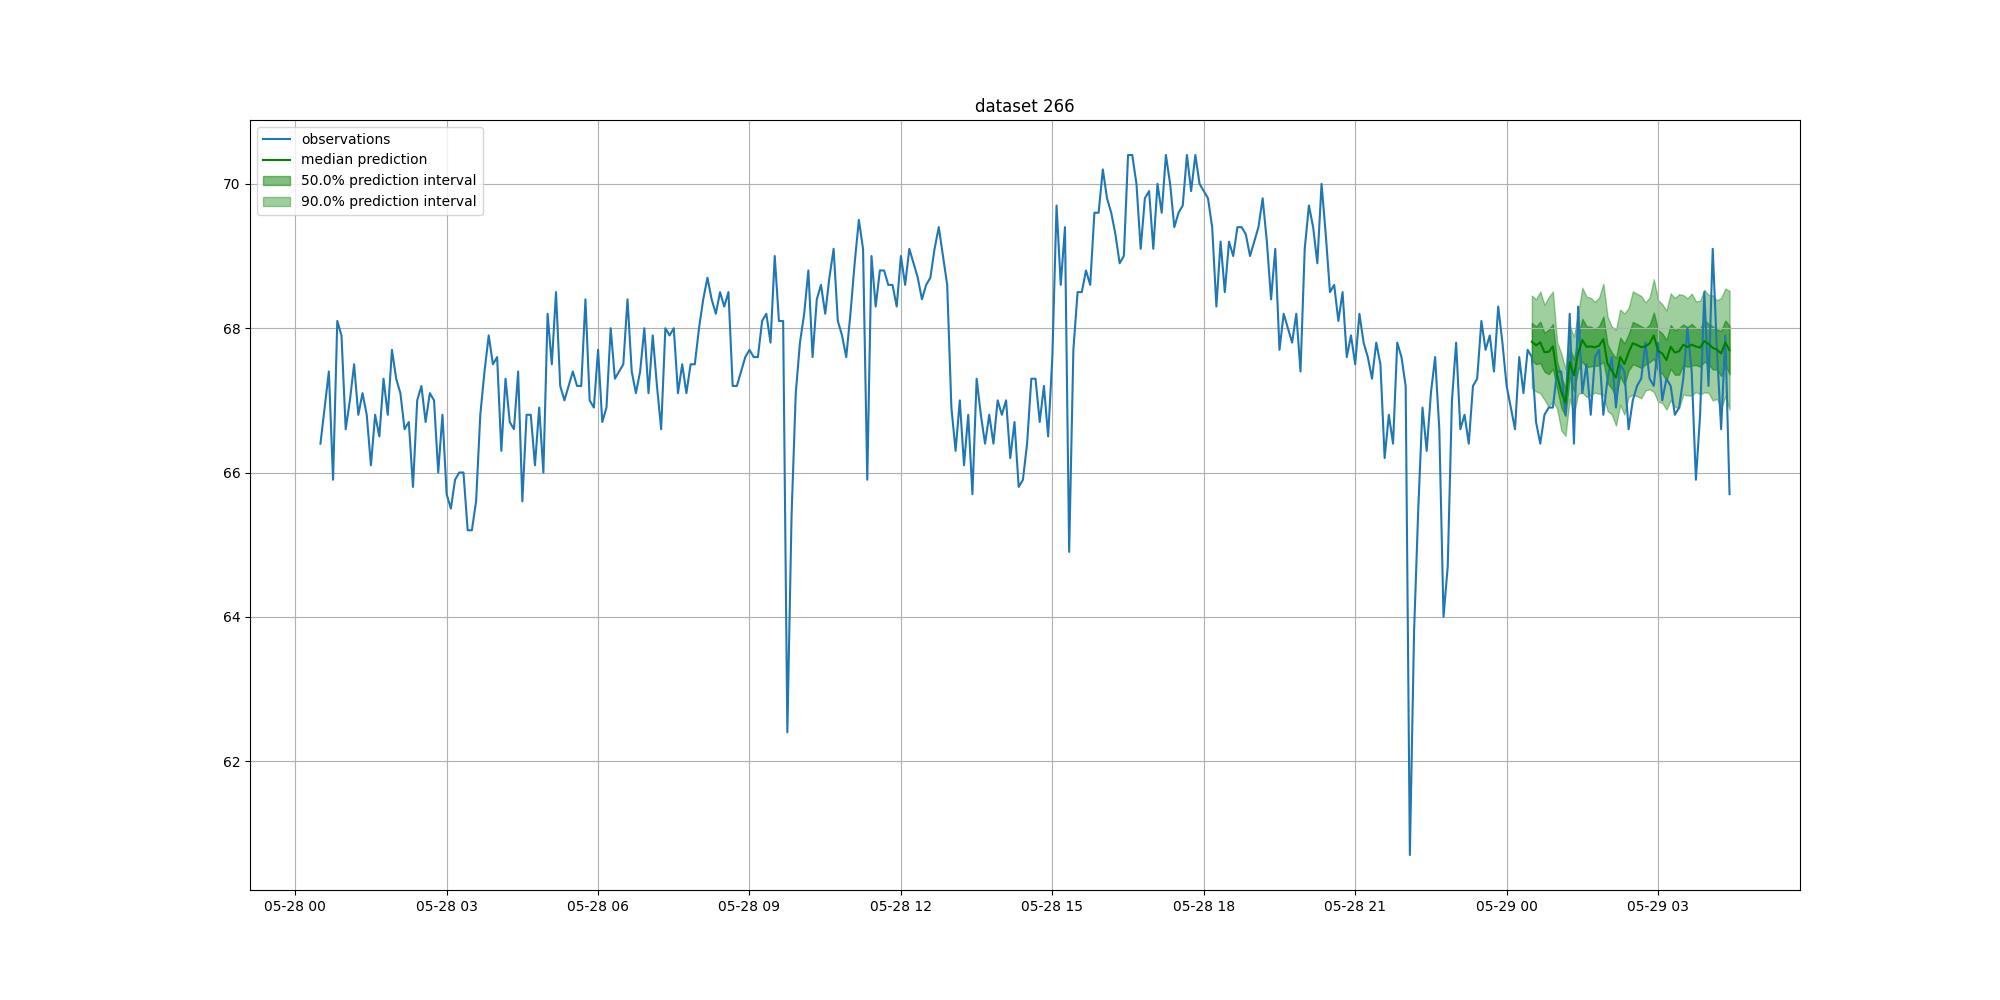 dataset 266
observations
median prediction
50.0% prediction interval
90.0% prediction interval
70
68
66
64
62
05-28 00 05-28 03 05-28 06 05-28 09 05-28 12 05-28 15 05-28 18 05-28 21 05-29 00 05-29 03